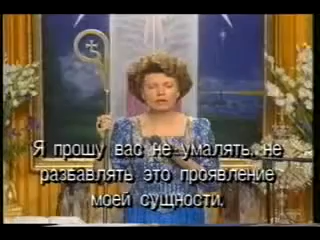 Я прошу вас не умалять, не
разбавлять это проявление
моей сущности.